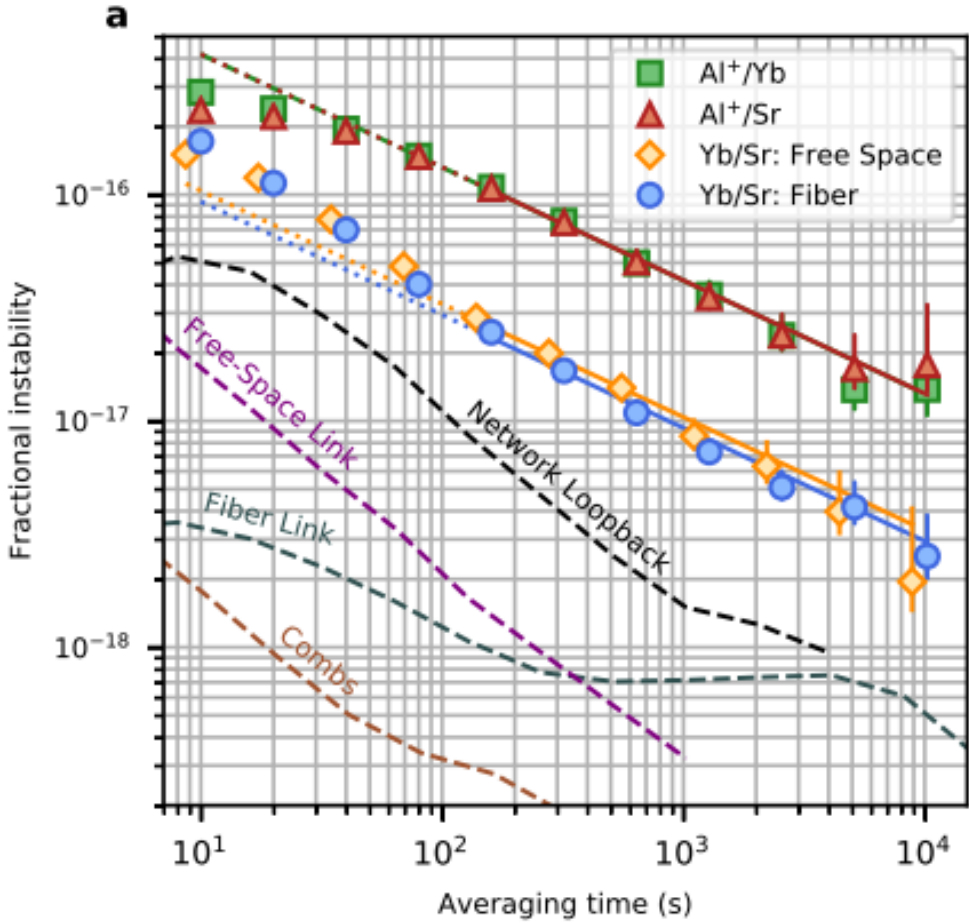 a
Al⁺/Yb
Al⁺/Sr
Yb/Sr: Free Space
Yb/Sr: Fiber
10⁻¹⁶
10⁻¹⁷
10⁻¹⁸
Fractional instability
Free-Space Link
Network Loopback
Fiber Link
Combs
10¹ 10² 10³ 10⁴
Averaging time (s)